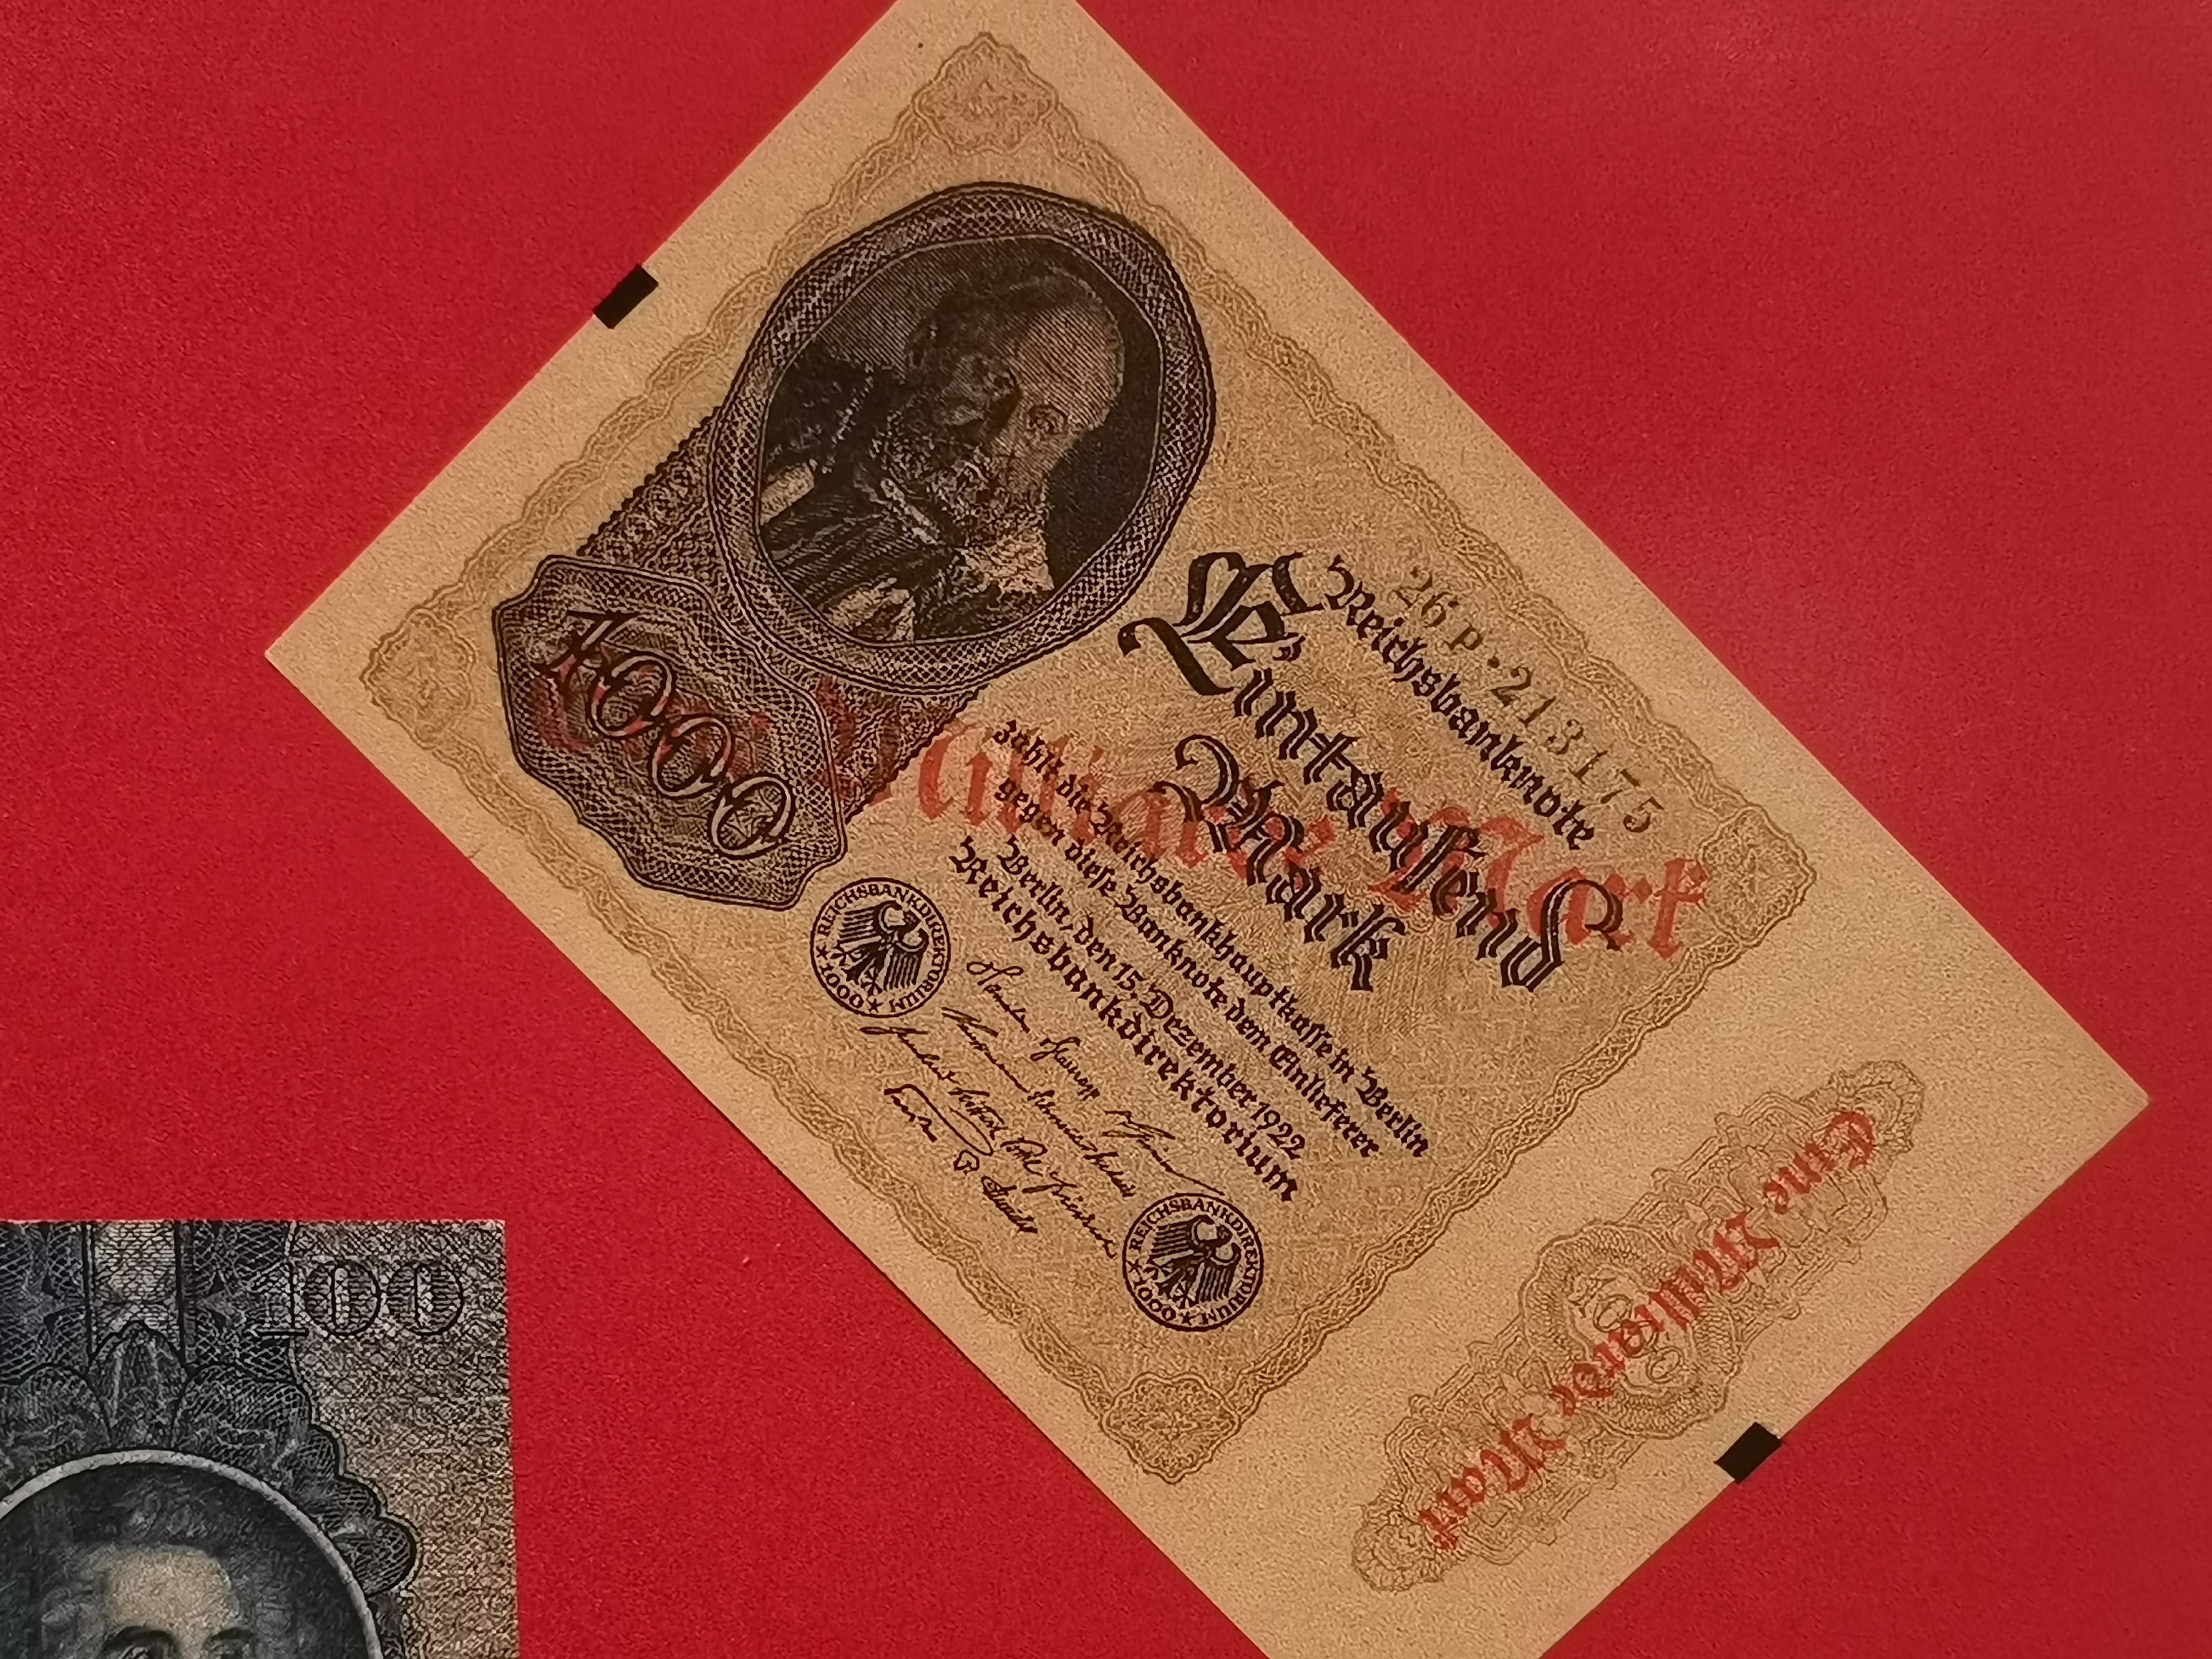 26P·213175
Reichsbanknote
Eintausend
Mark
zahlt die Reichsbankhauptkasse in Berlin
gegen diese Banknote dem Einlieferer
Berlin, den 15. Dezember 1922
Reichsbankdirektorium
Eine Milliarde Mark
1000
REICHSBANKDIREKTORIUM
★1000★
REICHSBANKDIREKTORIUM
★1000★
Eine Milliarde Mark
100